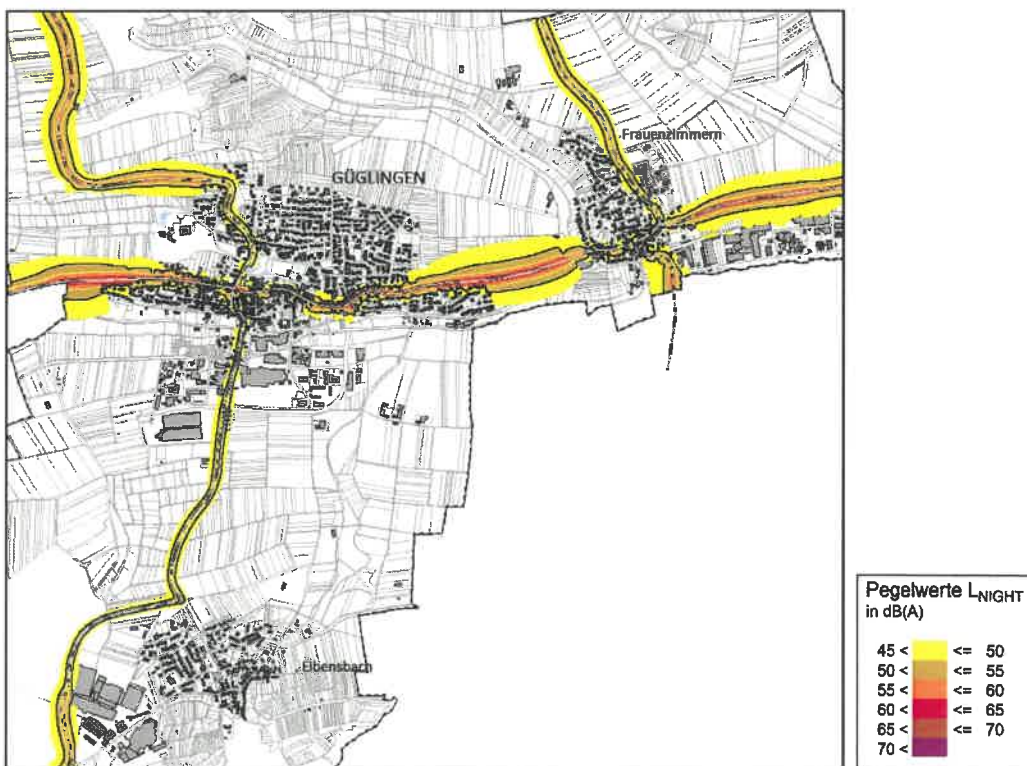 Frauenzimmern
GÜGLINGEN
Eibensbach
Pegelwerte LNIGHT
in dB(A)
45 < <= 50
50 < <= 55
55 < <= 60
60 < <= 65
65 < <= 70
70 <